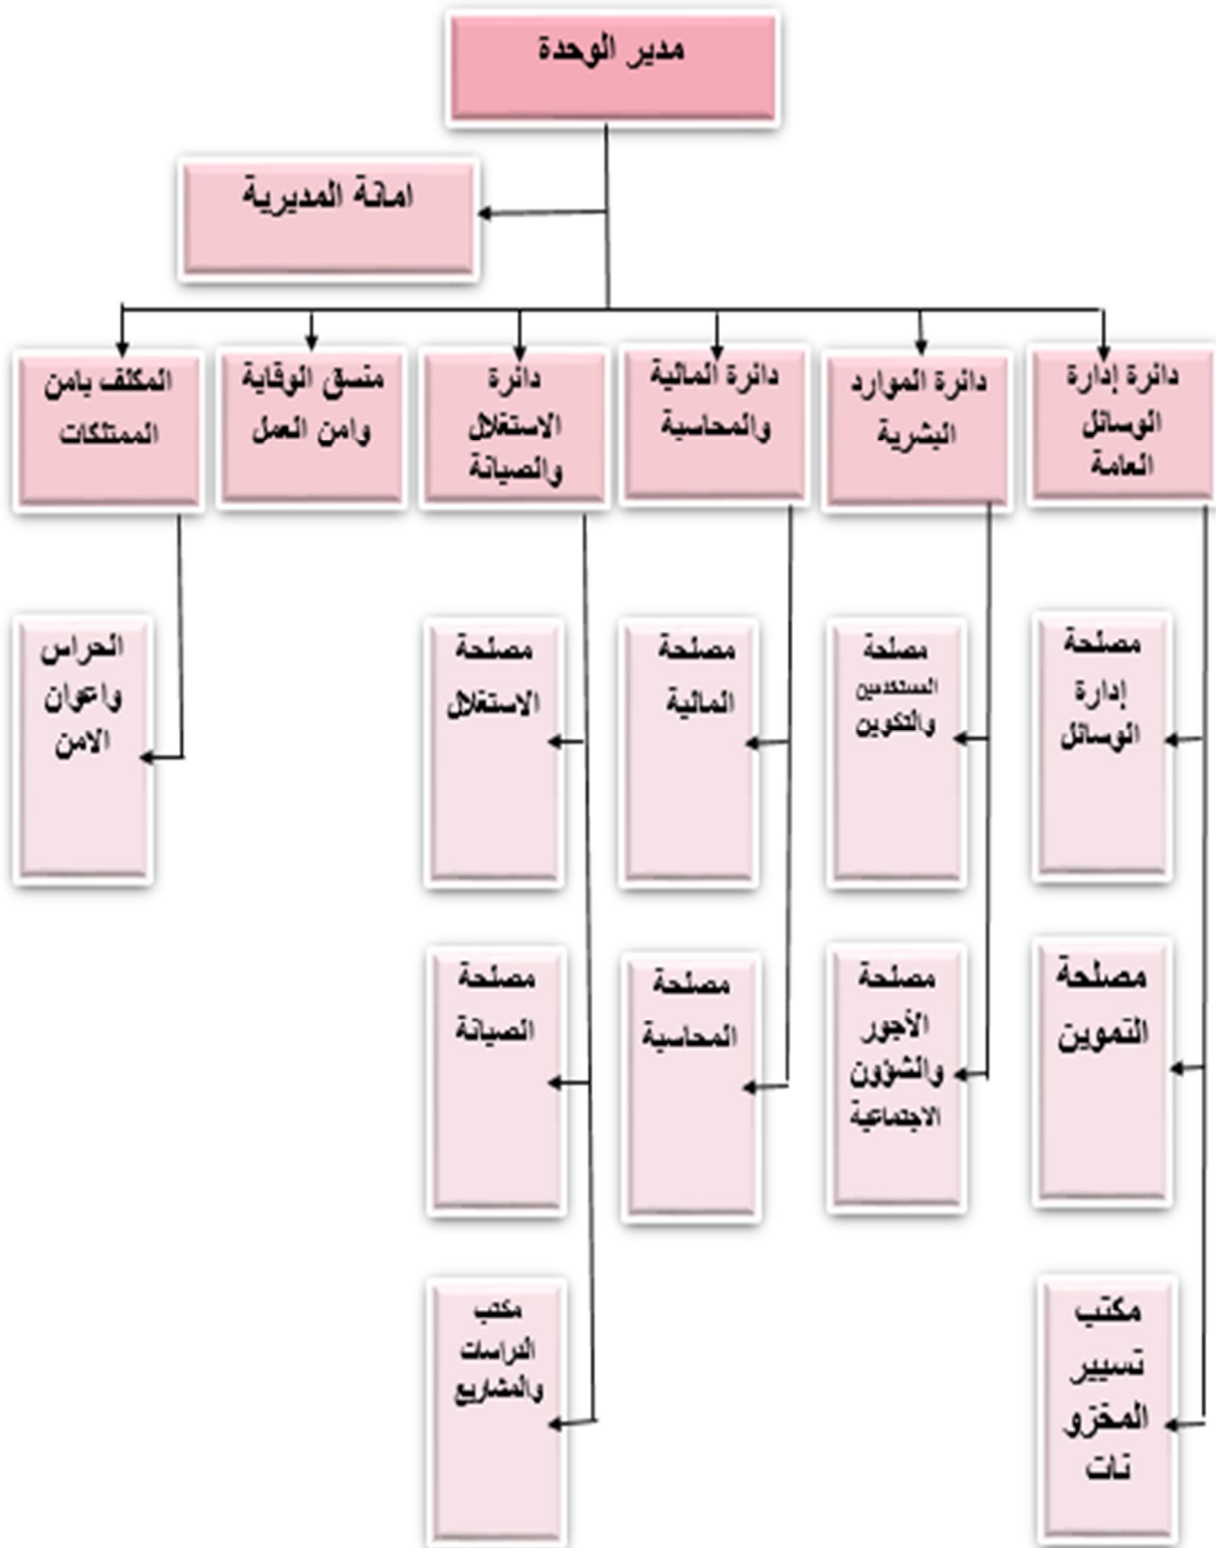 مدير الوحدة
امانة المديرية
دائرة إدارة
الوسائل
العامة
دائرة الموارد
البشرية
دائرة المالية
والمحاسبة
دائرة
الاستغلال
والصيانة
منسق الوقاية
وامن العمل
المكلف بامن
الممتلكات
مصلحة
إدارة
الوسائل
مصلحة
المستخدمين
والتكوين
مصلحة
المالية
مصلحة
الاستغلال
الحراس
واعوان
الامن
مصلحة
التموين
مصلحة
الأجور
والشؤون
الاجتماعية
مصلحة
المحاسبة
مصلحة
الصيانة
مكتب
تسيير
المخزو
نات
مكتب
الدراسات
والمشاريع